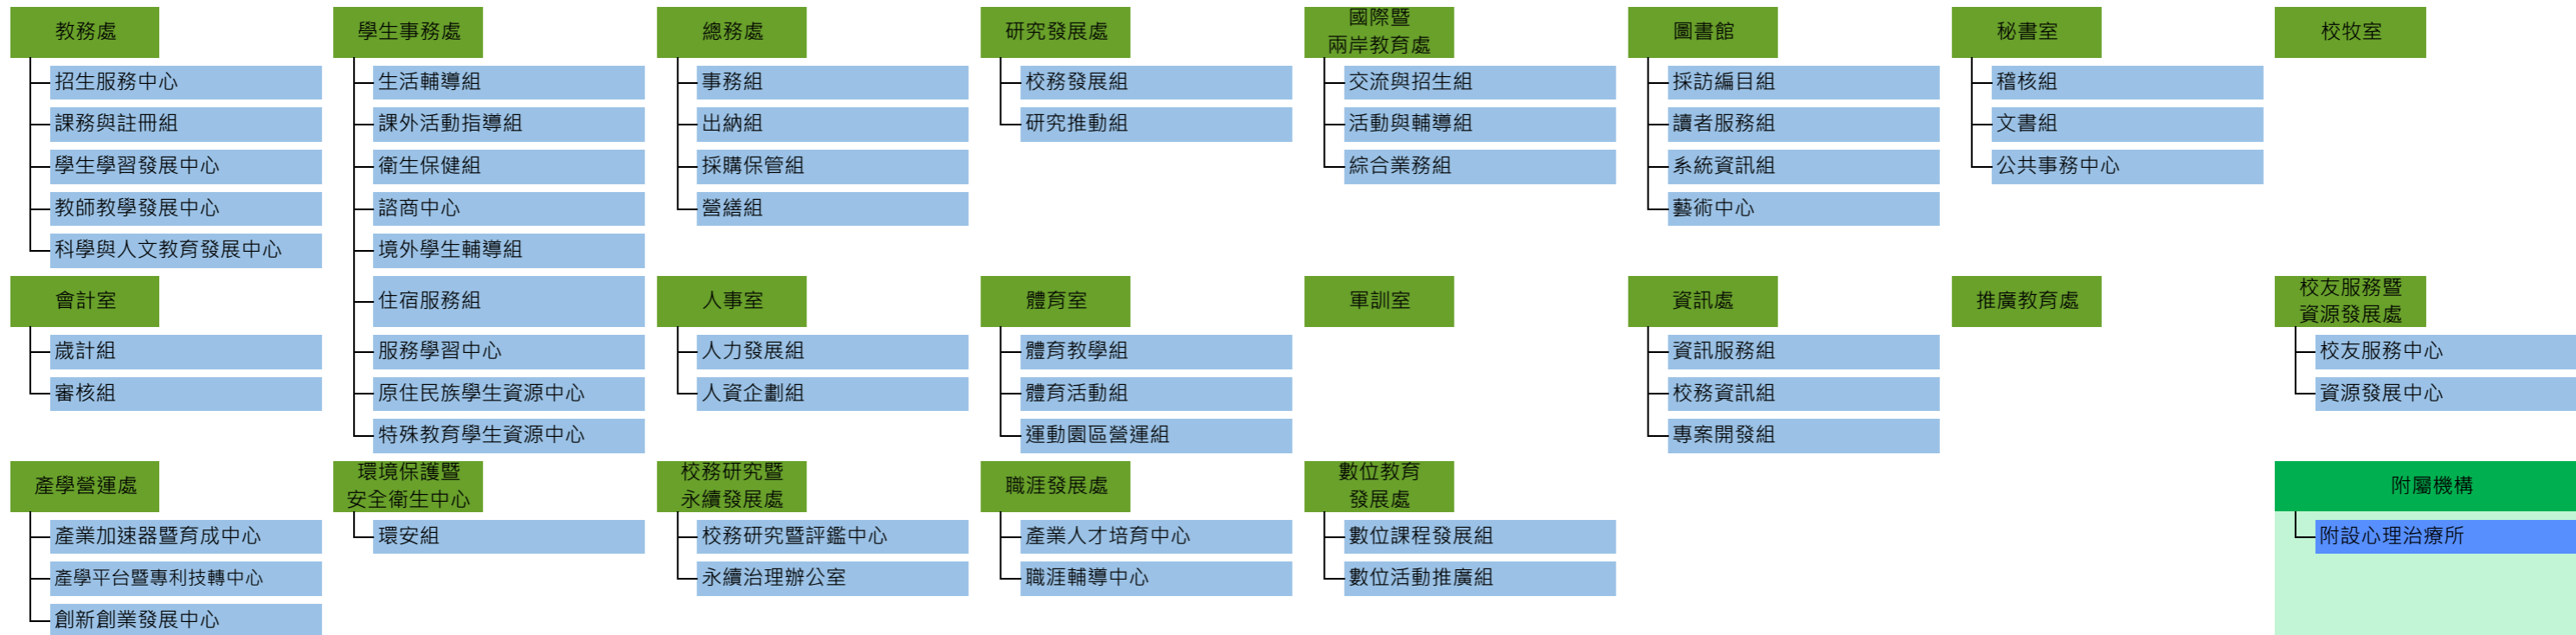 教務處
招生服務中心
課務與註冊組
學生學習發展中心
教師教學發展中心
科學與人文教育發展中心
學生事務處
生活輔導組
課外活動指導組
衛生保健組
諮商中心
境外學生輔導組
住宿服務組
服務學習中心
原住民族學生資源中心
特殊教育學生資源中心
總務處
事務組
出納組
採購保管組
營繕組
研究發展處
校務發展組
研究推動組
國際暨
兩岸教育處
交流與招生組
活動與輔導組
綜合業務組
圖書館
採訪編目組
讀者服務組
系統資訊組
藝術中心
秘書室
稽核組
文書組
公共事務中心
校牧室
會計室
歲計組
審核組
人事室
人力發展組
人資企劃組
體育室
體育教學組
體育活動組
運動園區營運組
軍訓室
資訊處
資訊服務組
校務資訊組
專案開發組
推廣教育處
校友服務暨
資源發展處
校友服務中心
資源發展中心
產學營運處
產業加速器暨育成中心
產學平台暨專利技轉中心
創新創業發展中心
環境保護暨
安全衛生中心
環安組
校務研究暨
永續發展處
校務研究暨評鑑中心
永續治理辦公室
職涯發展處
產業人才培育中心
職涯輔導中心
數位教育
發展處
數位課程發展組
數位活動推廣組
附屬機構
附設心理治療所